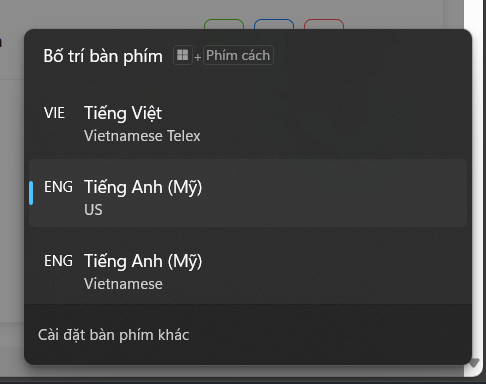 Bố trí bàn phím + Phím cách
VIE Tiếng Việt
Vietnamese Telex
ENG Tiếng Anh (Mỹ)
US
ENG Tiếng Anh (Mỹ)
Vietnamese
Cài đặt bàn phím khác